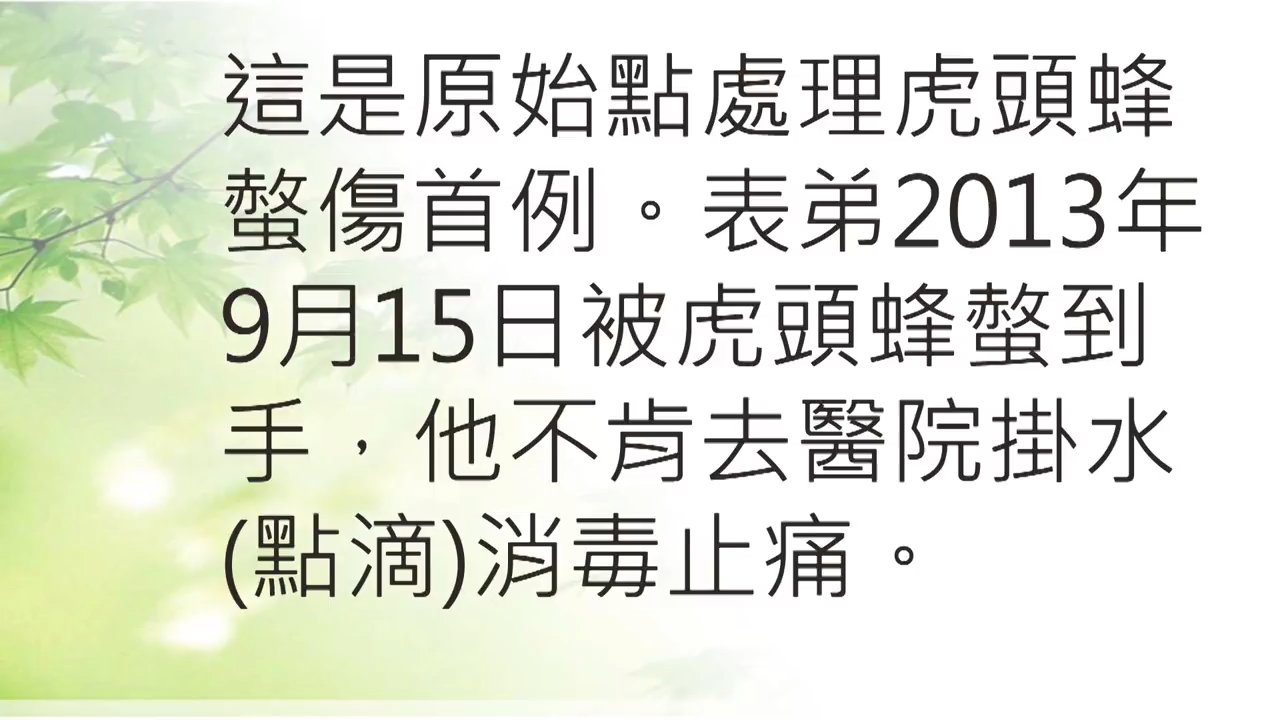 這是原始點處理虎頭蜂
螫傷首例。表弟2013年
9月15日被虎頭蜂螫到
手，他不肯去醫院掛水
(點滴)消毒止痛。